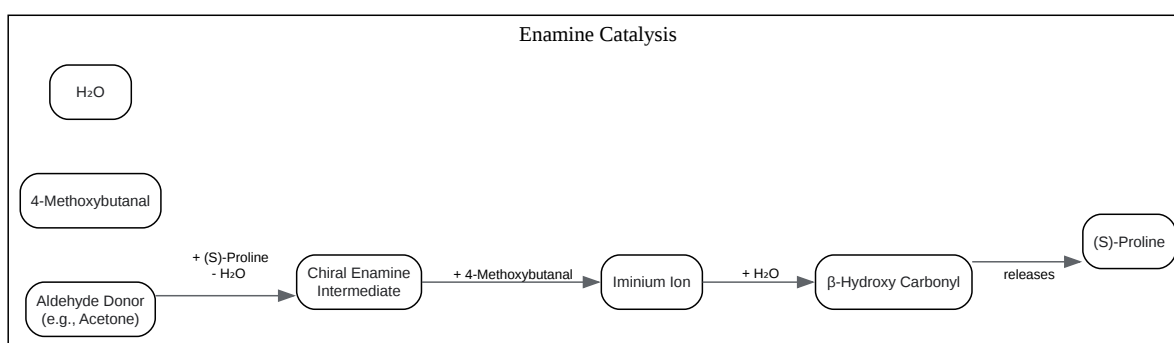 Enamine Catalysis
H₂O
4-Methoxybutanal
Aldehyde Donor
(e.g., Acetone)
+ (S)-Proline
- H₂O
Chiral Enamine
Intermediate
+ 4-Methoxybutanal
Iminium Ion
+ H₂O
β-Hydroxy Carbonyl
releases
(S)-Proline